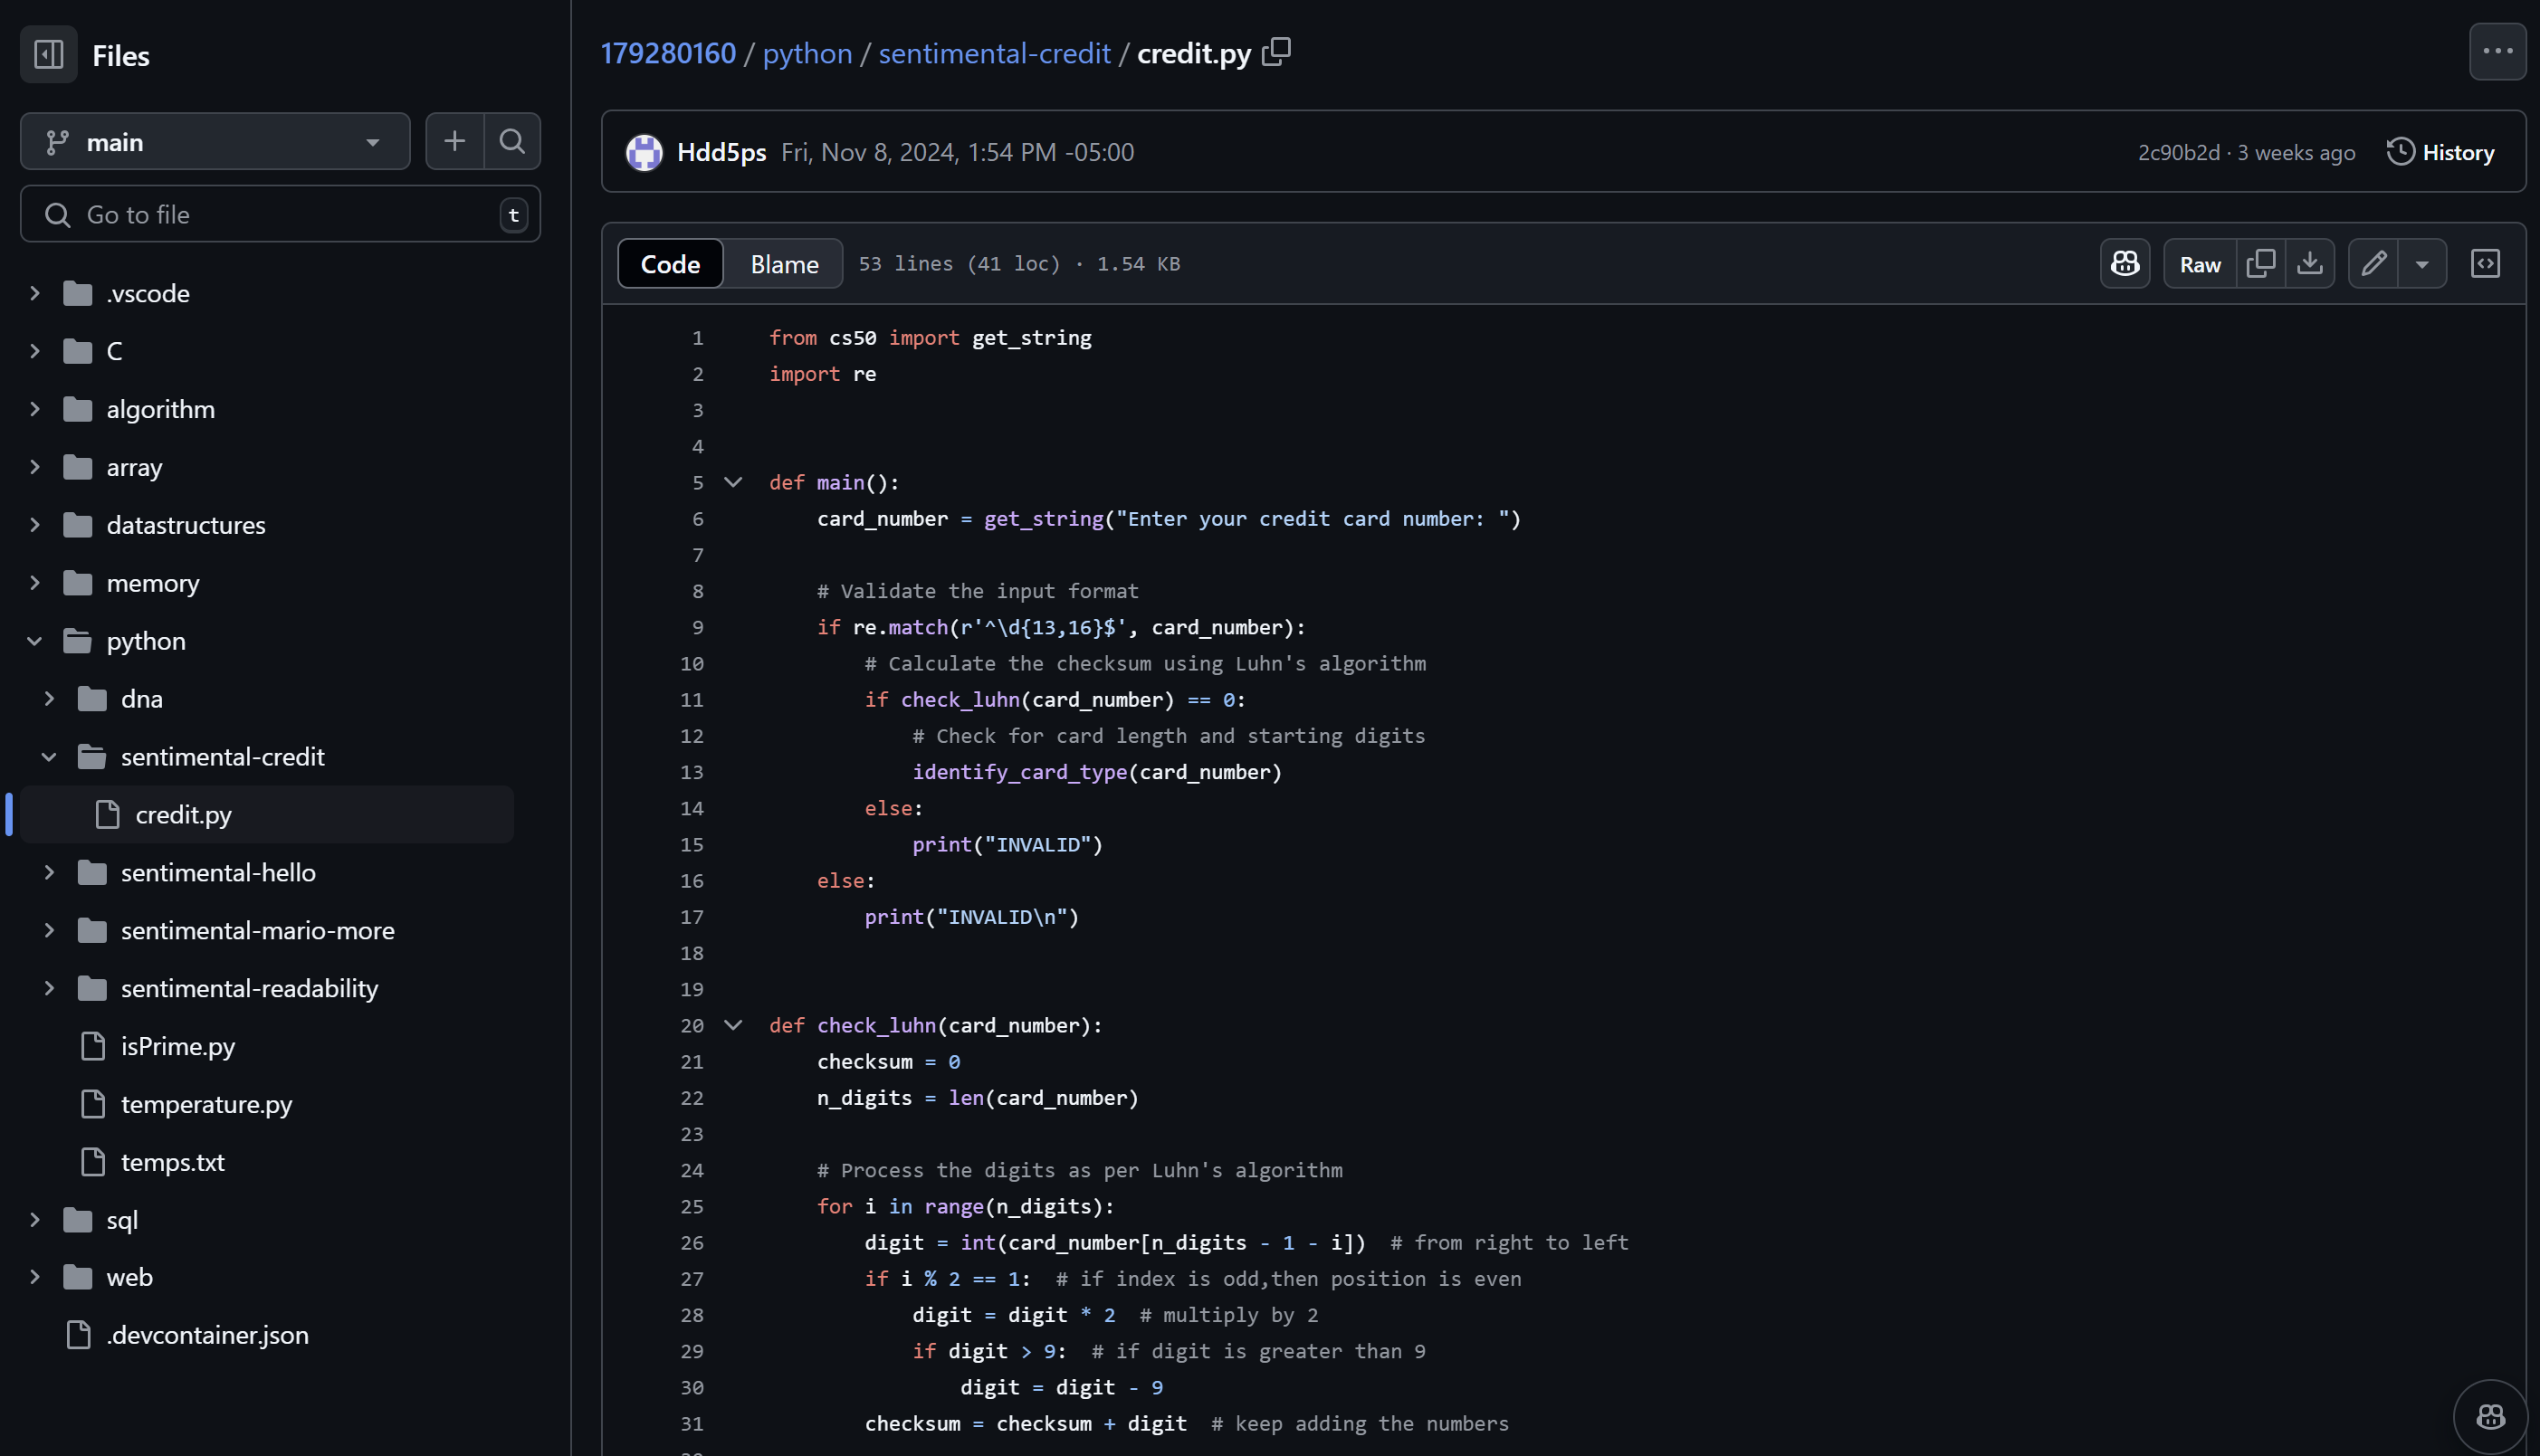 Files
main
Go to file
t
.vscode
C
algorithm
array
datastructures
memory
python
dna
sentimental-credit
credit.py
sentimental-hello
sentimental-mario-more
sentimental-readability
isPrime.py
temperature.py
temps.txt
sql
web
.devcontainer.json
179280160 / python / sentimental-credit / credit.py
Hdd5ps Fri, Nov 8, 2024, 1:54 PM -05:00
2c90b2d · 3 weeks ago
History
Code
Blame
53 lines (41 loc) · 1.54 KB
Raw
1 from cs50 import get_string
2 import re
3
4
5 def main():
6     card_number = get_string("Enter your credit card number: ")
7
8     # Validate the input format
9     if re.match(r'^\d{13,16}$', card_number):
10         # Calculate the checksum using Luhn's algorithm
11         if check_luhn(card_number) == 0:
12             # Check for card length and starting digits
13             identify_card_type(card_number)
14         else:
15             print("INVALID")
16     else:
17         print("INVALID\n")
18
19
20 def check_luhn(card_number):
21     checksum = 0
22     n_digits = len(card_number)
23
24     # Process the digits as per Luhn's algorithm
25     for i in range(n_digits):
26         digit = int(card_number[n_digits - 1 - i])  # from right to left
27         if i % 2 == 1:  # if index is odd,then position is even
28             digit = digit * 2  # multiply by 2
29             if digit > 9:  # if digit is greater than 9
30                 digit = digit - 9
31         checksum = checksum + digit  # keep adding the numbers